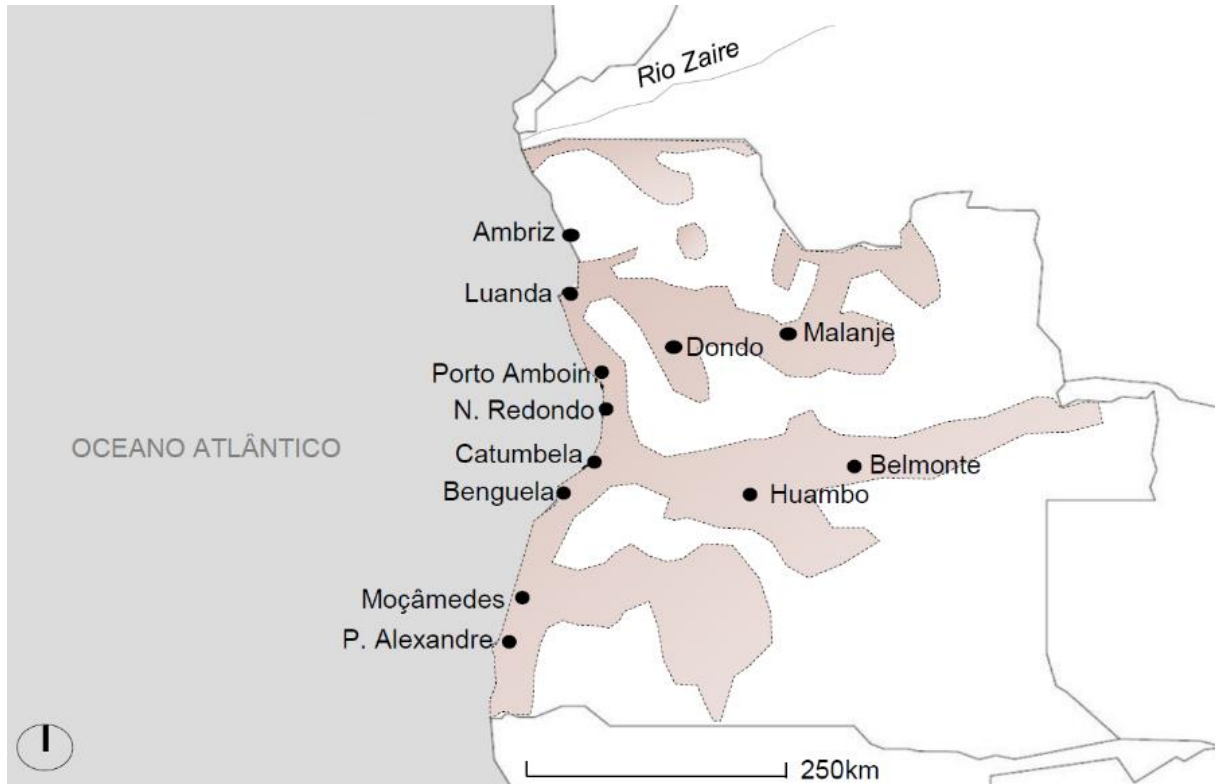 Rio Zaire
Ambriz
Luanda
Malanje
Dondo
Porto Amboim
N. Redondo
OCEANO ATLÂNTICO
Catumbela
Belmonte
Benguela
Huambo
Moçâmedes
P. Alexandre
250km